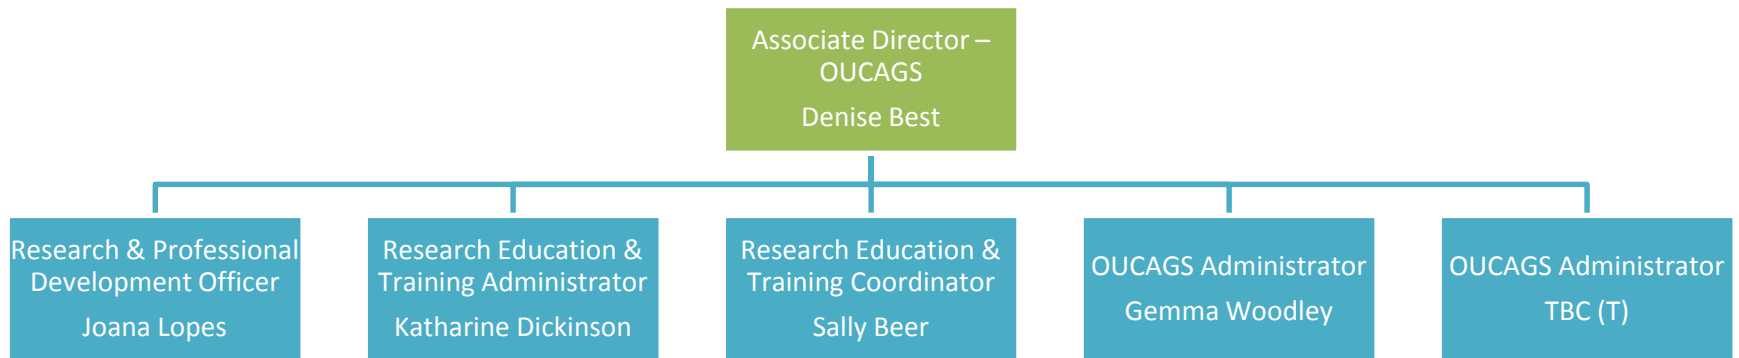 Associate Director –
OUCAGS
Denise Best
Research & Professional
Development Officer
Joana Lopes
Research Education &
Training Administrator
Katharine Dickinson
Research Education &
Training Coordinator
Sally Beer
OUCAGS Administrator
Gemma Woodley
OUCAGS Administrator
TBC (T)